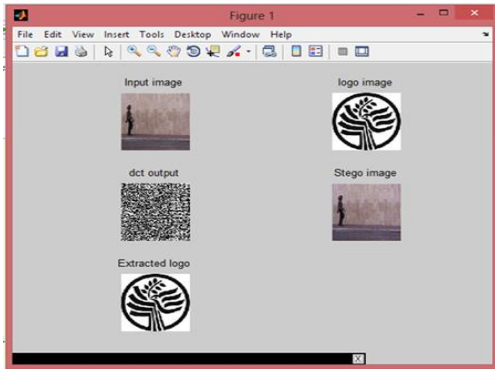 Figure 1
File Edit View Insert Tools Desktop Window Help
Input image
logo image
dct output
Stego image
Extracted logo